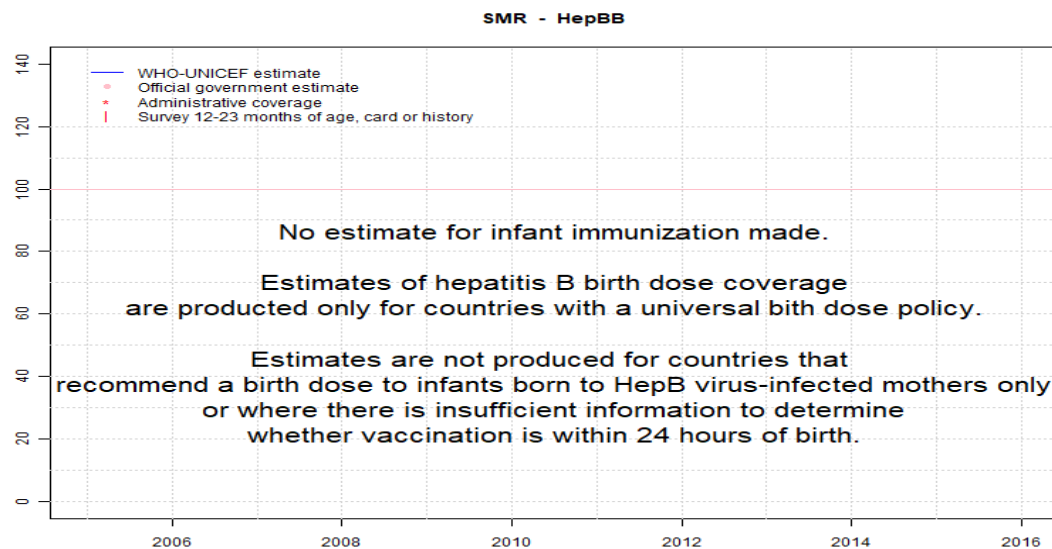 SMR - HepBB
140
WHO-UNICEF estimate
Official government estimate
Administrative coverage
Survey 12-23 months of age, card or history
120
100
No estimate for infant immunization made.
80
Estimates of hepatitis B birth dose coverage
are producted only for countries with a universal bith dose policy.
60
Estimates are not produced for countries that
40
recommend a birth dose to infants born to HepB virus-infected mothers only
or where there is insufficient information to determine
20
whether vaccination is within 24 hours of birth.
0
2006 2008 2010 2012 2014 2016